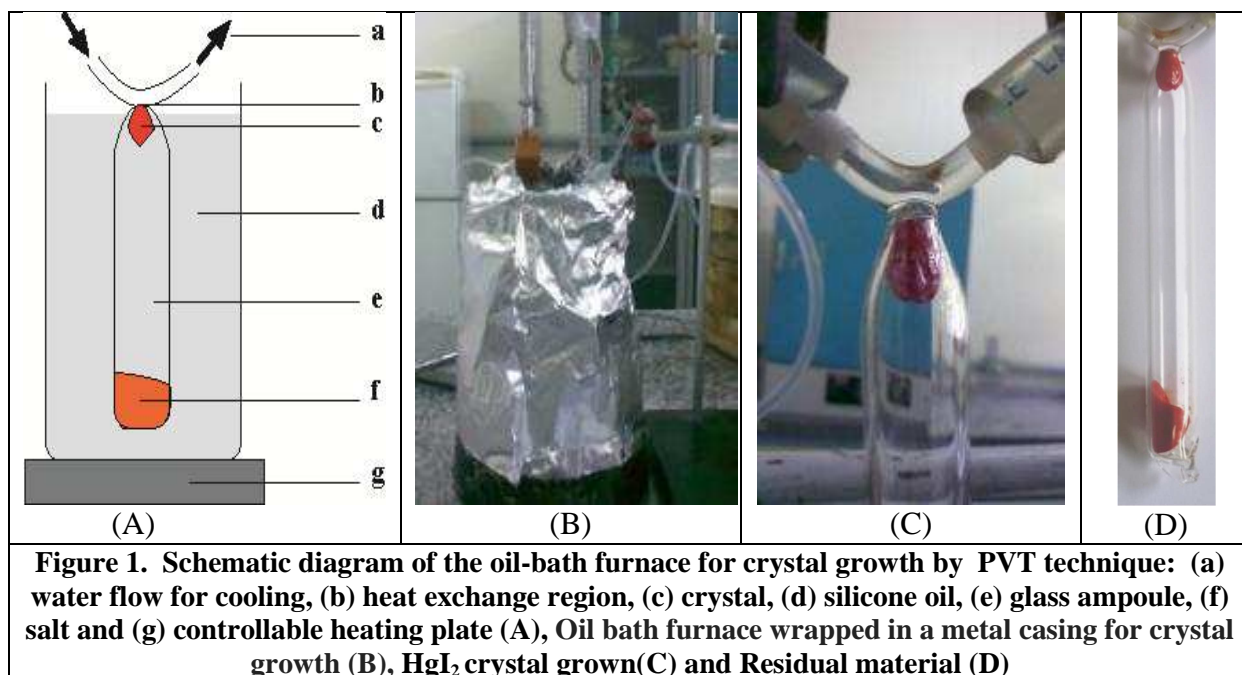 a
b
c
d
e
f
g
(A)
(B)
(C)
(D)
Figure 1. Schematic diagram of the oil-bath furnace for crystal growth by PVT technique: (a)
water flow for cooling, (b) heat exchange region, (c) crystal, (d) silicone oil, (e) glass ampoule, (f)
salt and (g) controllable heating plate (A), Oil bath furnace wrapped in a metal casing for crystal
growth (B), HgI₂ crystal grown(C) and Residual material (D)